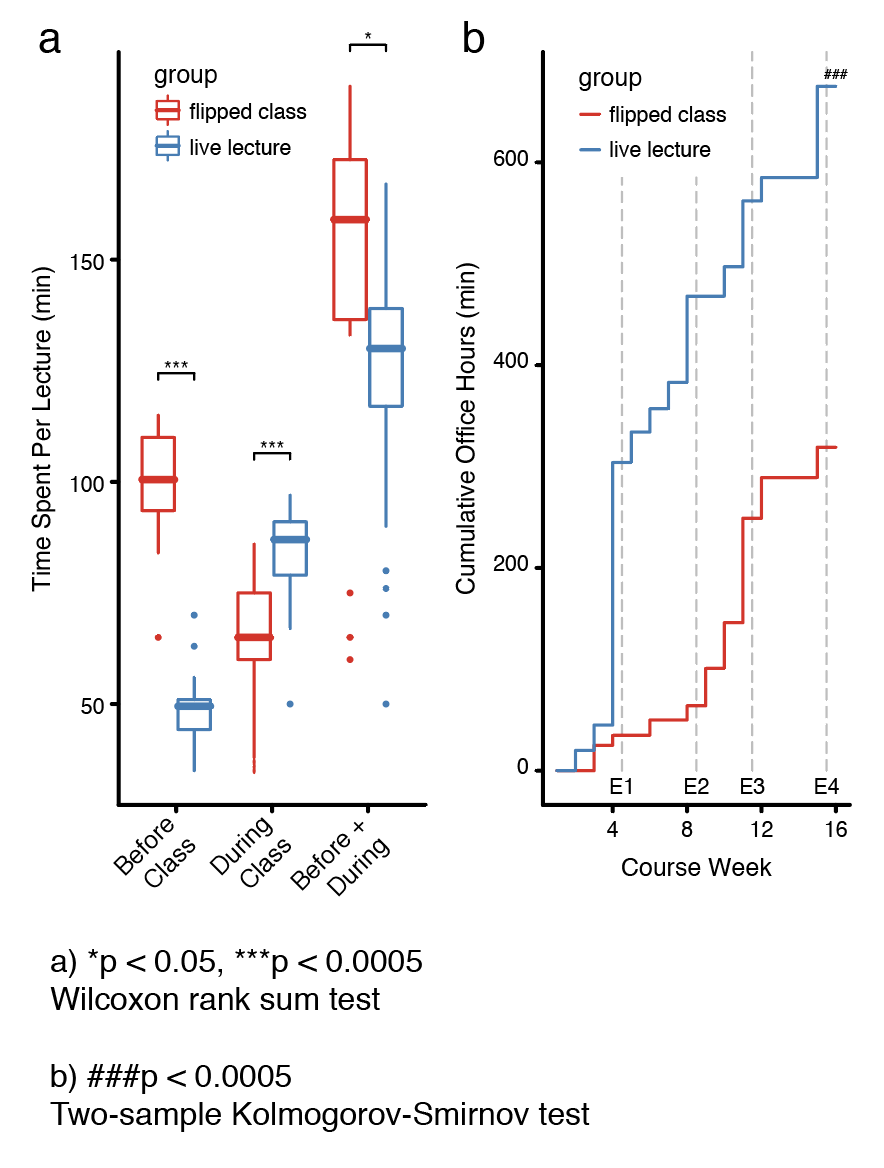 a
*
group
flipped class
live lecture
***
***
Time Spent Per Lecture (min)
150
100
50
Before
Class
During
Class
Before +
During
b
###
group
flipped class
live lecture
Cumulative Office Hours (min)
600
400
200
0
E1 E2 E3 E4
4 8 12 16
Course Week
a) *p < 0.05, ***p < 0.0005
Wilcoxon rank sum test
b) ###p < 0.0005
Two-sample Kolmogorov-Smirnov test